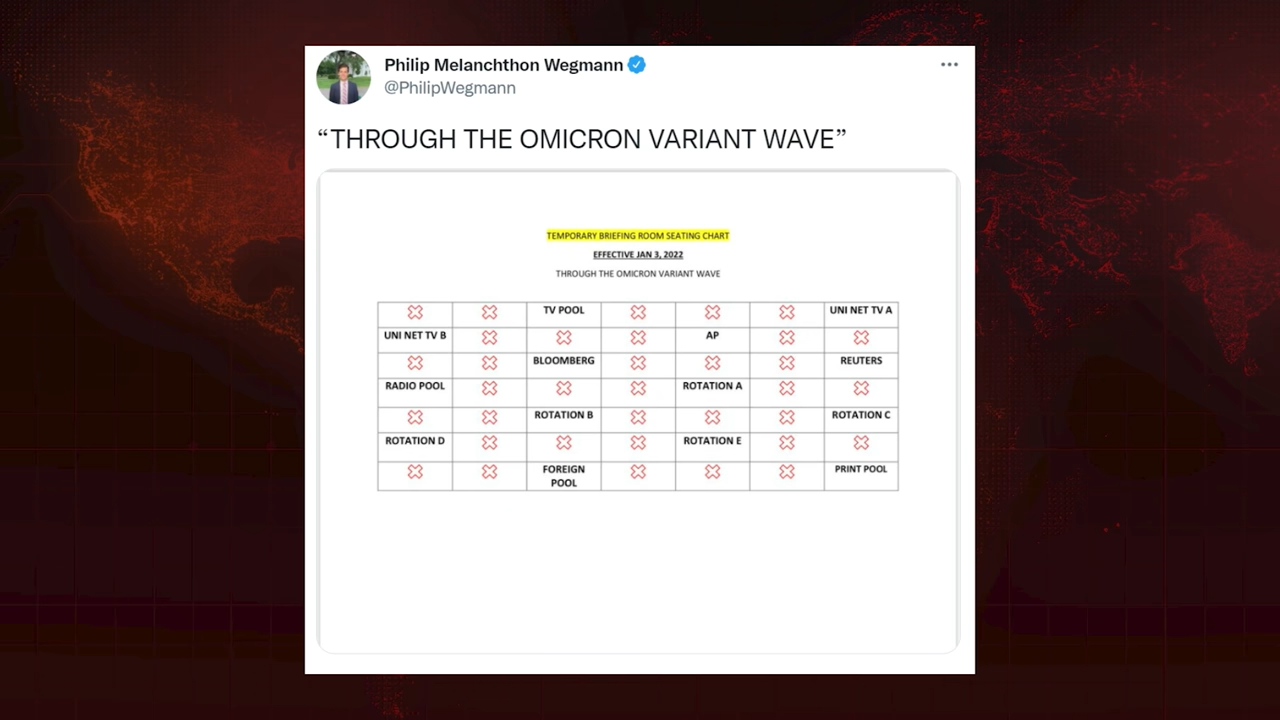 Philip Melanchthon Wegmann
@PhilipWegmann
“THROUGH THE OMICRON VARIANT WAVE”
TEMPORARY BRIEFING ROOM SEATING CHART
EFFECTIVE JAN 3, 2022
THROUGH THE OMICRON VARIANT WAVE
TV POOL UNI NET TV A
UNI NET TV B AP
BLOOMBERG REUTERS
RADIO POOL ROTATION A
ROTATION B ROTATION C
ROTATION D ROTATION E
FOREIGN PRINT POOL
POOL